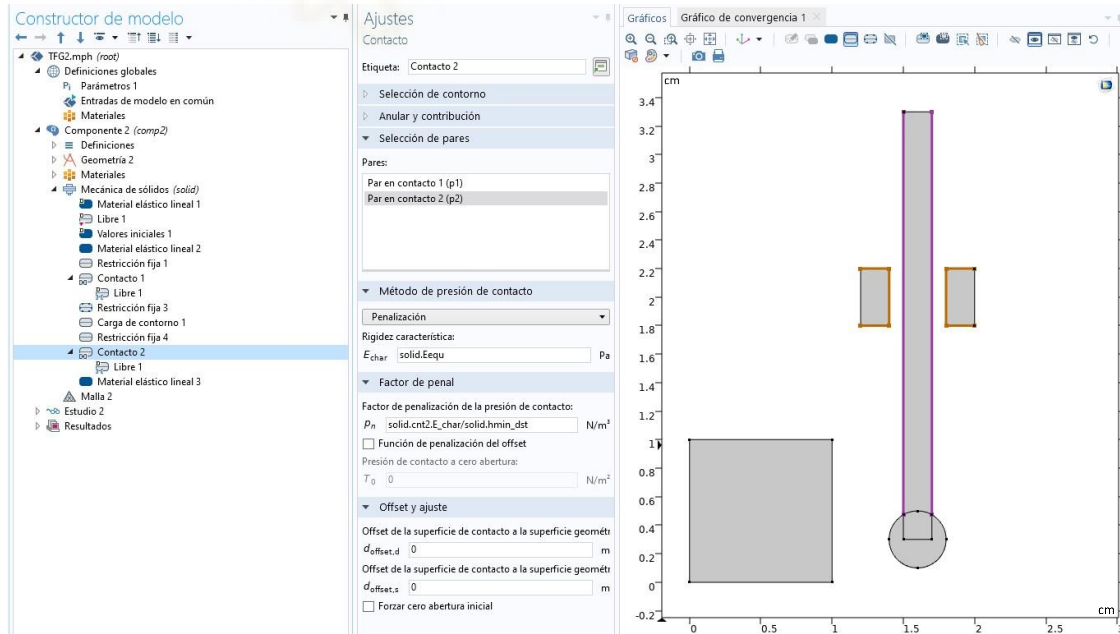 Constructor de modelo
TFG2.mph (root)
Definiciones globales
Pi Parámetros 1
Entradas de modelo en común
Materiales
Componente 2 (comp2)
Definiciones
Geometría 2
Materiales
Mecánica de sólidos (solid)
Material elástico lineal 1
Libre 1
Valores iniciales 1
Material elástico lineal 2
Restricción fija 1
Contacto 1
Libre 1
Restricción fija 3
Carga de contorno 1
Restricción fija 4
Contacto 2
Libre 1
Material elástico lineal 3
Malla 2
Estudio 2
Resultados
Ajustes
Contacto
Etiqueta: Contacto 2
Selección de contorno
Anular y contribución
Selección de pares
Pares:
Par en contacto 1 (p1)
Par en contacto 2 (p2)
Método de presión de contacto
Penalización
Rigidez característica:
Echar solid.Eequ Pa
Factor de penal
Factor de penalización de la presión de contacto:
pn solid.cnt2.E_char/solid.hmin_dst N/m³
Función de penalización del offset
Presión de contacto a cero abertura:
T0 0 N/m²
Offset y ajuste
Offset de la superficie de contacto a la superficie geométr
doffset,d 0 m
Offset de la superficie de contacto a la superficie geométr
doffset,s 0 m
Forzar cero abertura inicial
Gráficos Gráfico de convergencia 1
cm
3.4
3.2
3
2.8
2.6
2.4
2.2
2
1.8
1.6
1.4
1.2
1
0.8
0.6
0.4
0.2
0
-0.2
cm
0 0.5 1 1.5 2 2.5